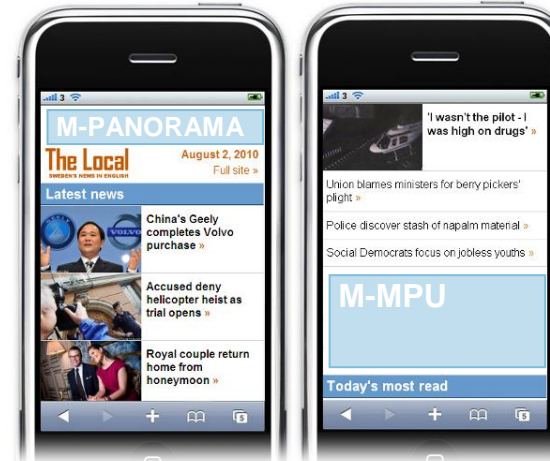 3
M-PANORAMA
The Local
SWEDEN'S NEWS IN ENGLISH
August 2, 2010
Full site »
Latest news
VOLVO
China's Geely
completes Volvo
purchase »
Accused deny
helicopter heist as
trial opens »
Royal couple return
home from
honeymoon »
5
3
'I wasn't the pilot - I
was high on drugs' »
Union blames ministers for berry pickers'
plight »
Police discover stash of napalm material »
Social Democrats focus on jobless youths »
M-MPU
Today's most read
5